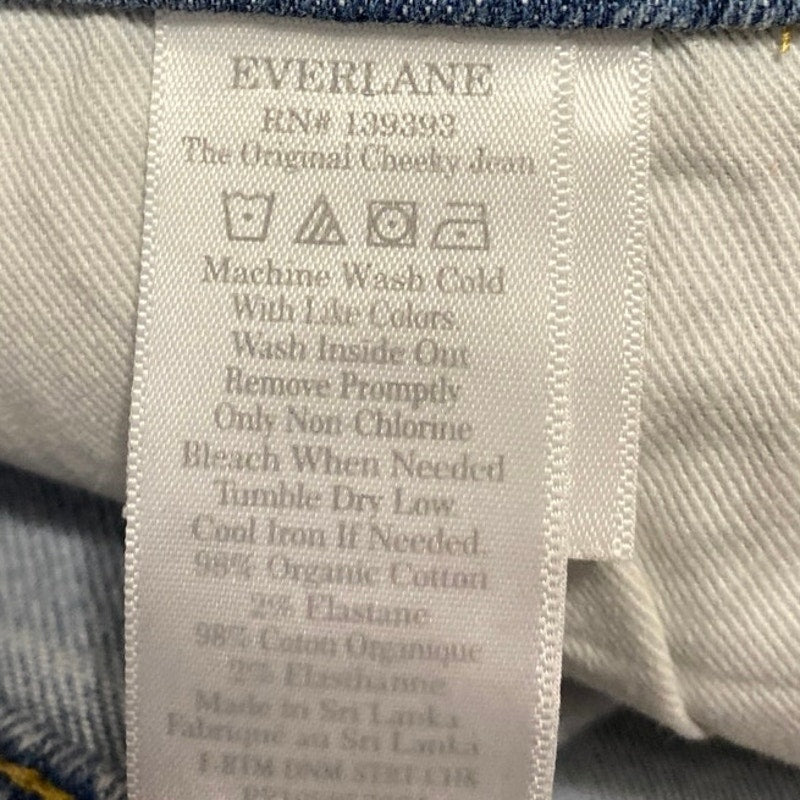 EVERLANE
RN# 139393
The Original Cheeky Jean
Machine Wash Cold
With Like Colors
Wash Inside Out
Remove Promptly
Only Non-Chlorine
Bleach When Needed
Tumble Dry Low
Cool Iron If Needed.
98% Organic Cotton
2% Elastane
98% Coton Organique
2% Elasthanne
Made in Sri Lanka
Fabriqué au Sri Lanka
DNM